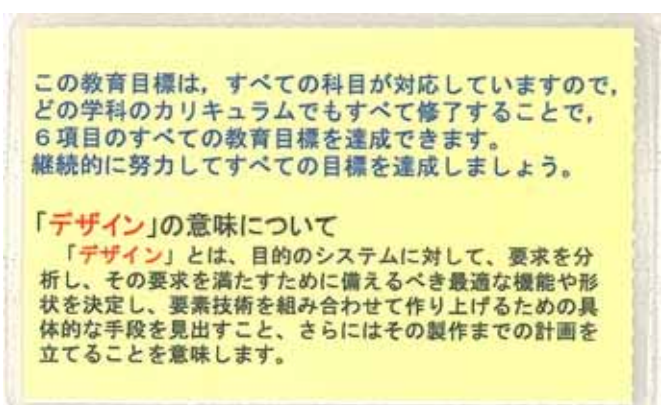 この教育目標は，すべての科目が対応していますので，
どの学科のカリキュラムでもすべて修了することで，
６項目のすべての教育目標を達成できます。
継続的に努力してすべての目標を達成しましょう。
「デザイン」の意味について
「デザイン」とは、目的のシステムに対して、要求を分
析し、その要求を満たすために備えるべき最適な機能や形
状を決定し、要素技術を組み合わせて作り上げるための具
体的な手段を見出すこと、さらにはその製作までの計画を
立てることを意味します。